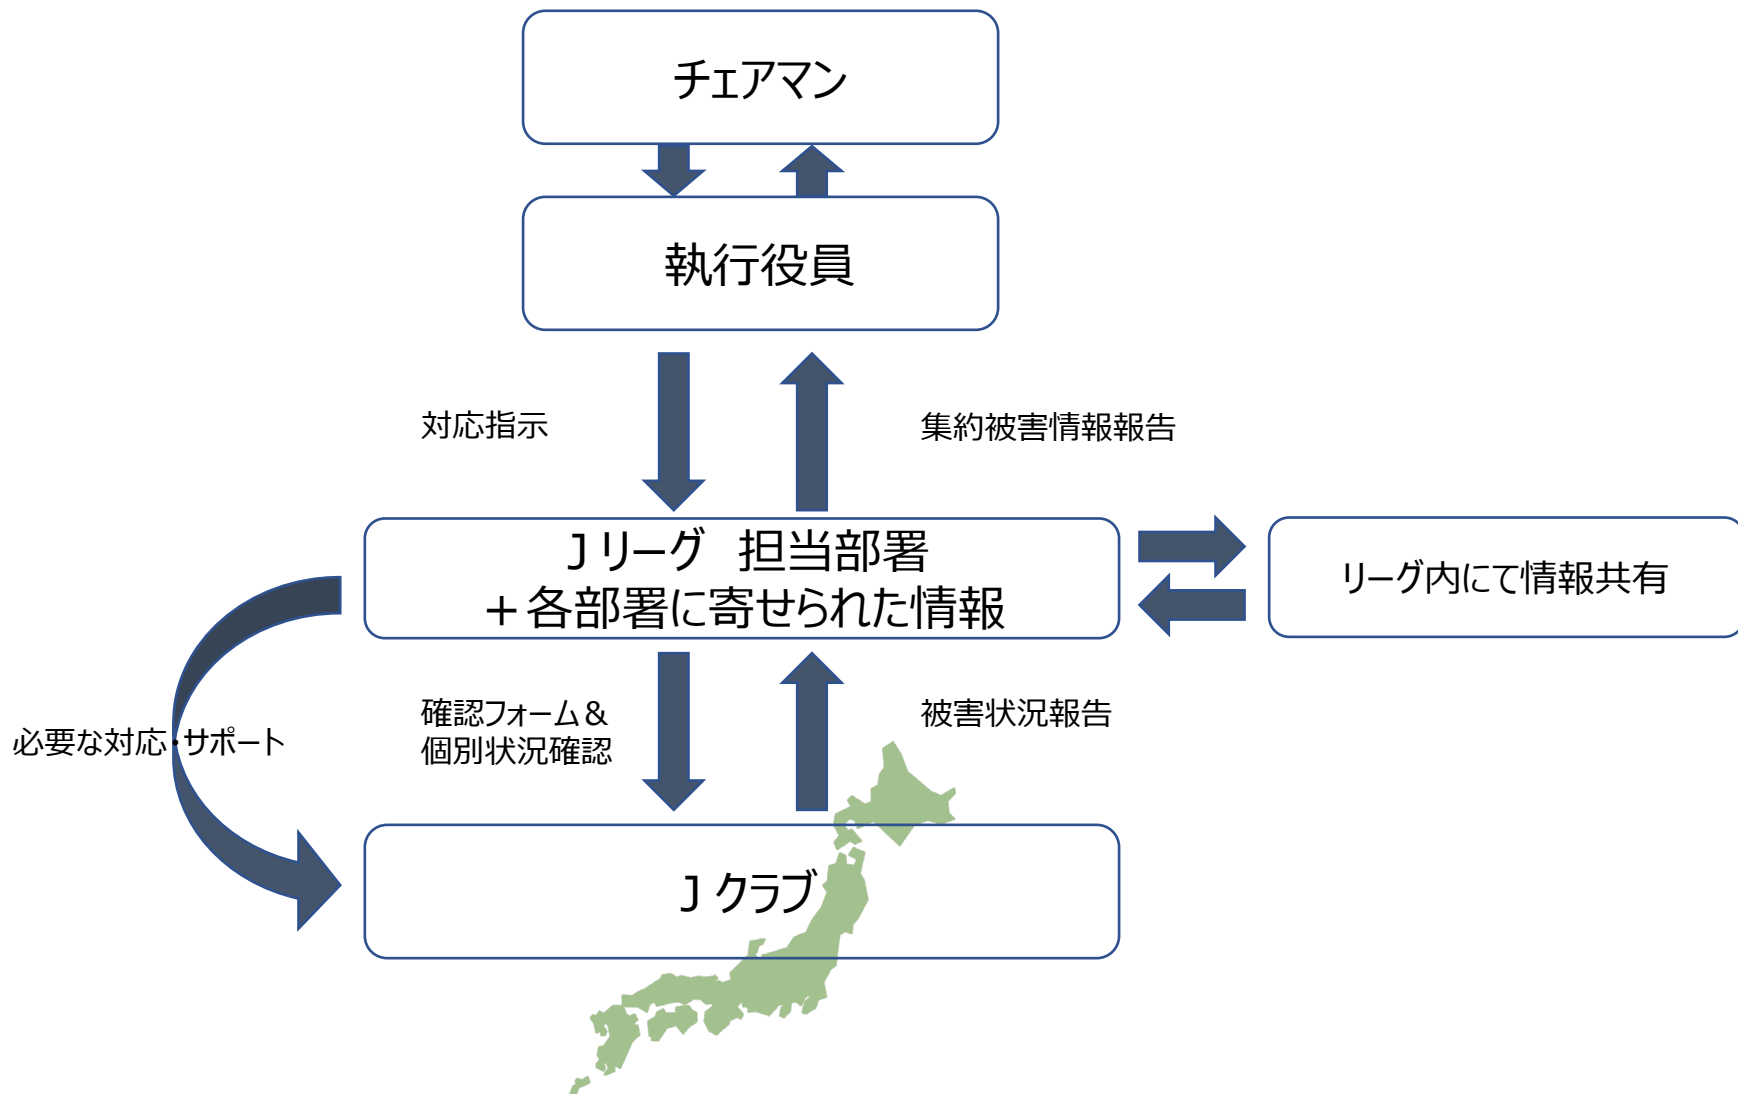 チェアマン
執行役員
対応指示
集約被害情報報告
Jリーグ　担当部署
＋各部署に寄せられた情報
リーグ内にて情報共有
必要な対応・サポート
確認フォーム＆
個別状況確認
被害状況報告
Jクラブ